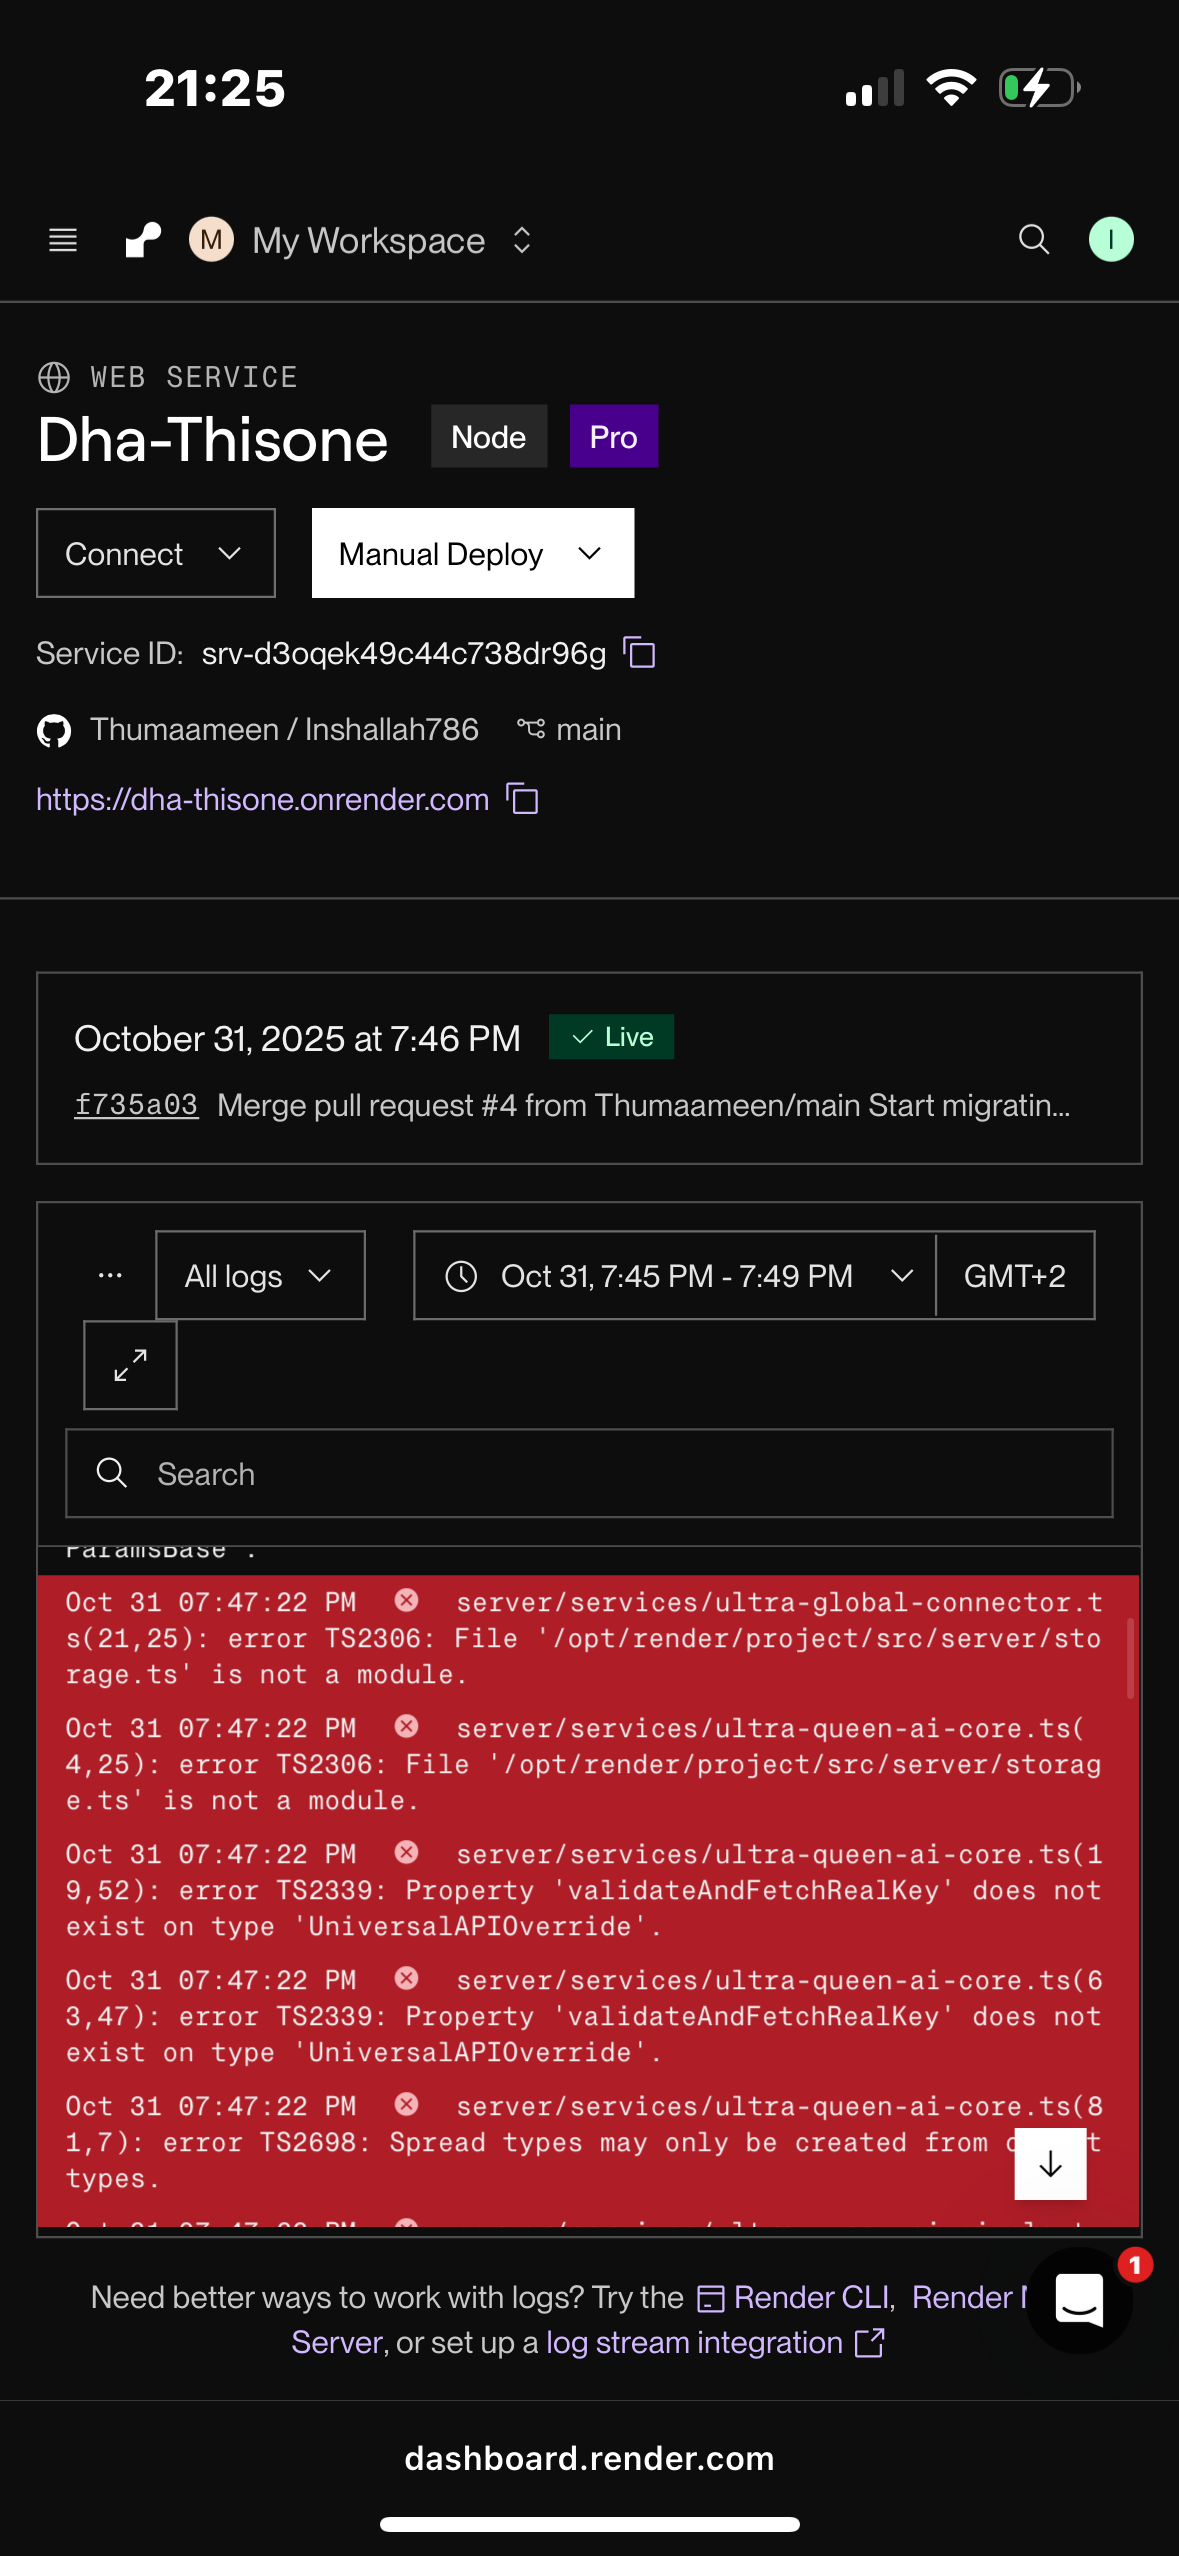 21:25
M My Workspace I
WEB SERVICE
Dha-Thisone Node Pro
Connect Manual Deploy
Service ID: srv-d3oqek49c44c738dr96g
Thumaameen / Inshallah786 main
https://dha-thisone.onrender.com
October 31, 2025 at 7:46 PM Live
f735a03 Merge pull request #4 from Thumaameen/main Start migratin...
... All logs Oct 31, 7:45 PM - 7:49 PM GMT+2
Search
ParamsBase'.
Oct 31 07:47:22 PM server/services/ultra-global-connector.t
s(21,25): error TS2306: File '/opt/render/project/src/server/sto
rage.ts' is not a module.
Oct 31 07:47:22 PM server/services/ultra-queen-ai-core.ts(
4,25): error TS2306: File '/opt/render/project/src/server/storag
e.ts' is not a module.
Oct 31 07:47:22 PM server/services/ultra-queen-ai-core.ts(1
9,52): error TS2339: Property 'validateAndFetchRealKey' does not
exist on type 'UniversalAPIOverride'.
Oct 31 07:47:22 PM server/services/ultra-queen-ai-core.ts(6
3,47): error TS2339: Property 'validateAndFetchRealKey' does not
exist on type 'UniversalAPIOverride'.
Oct 31 07:47:22 PM server/services/ultra-queen-ai-core.ts(8
1,7): error TS2698: Spread types may only be created from
types.
1
Need better ways to work with logs? Try the Render CLI, Render
Server, or set up a log stream integration
dashboard.render.com